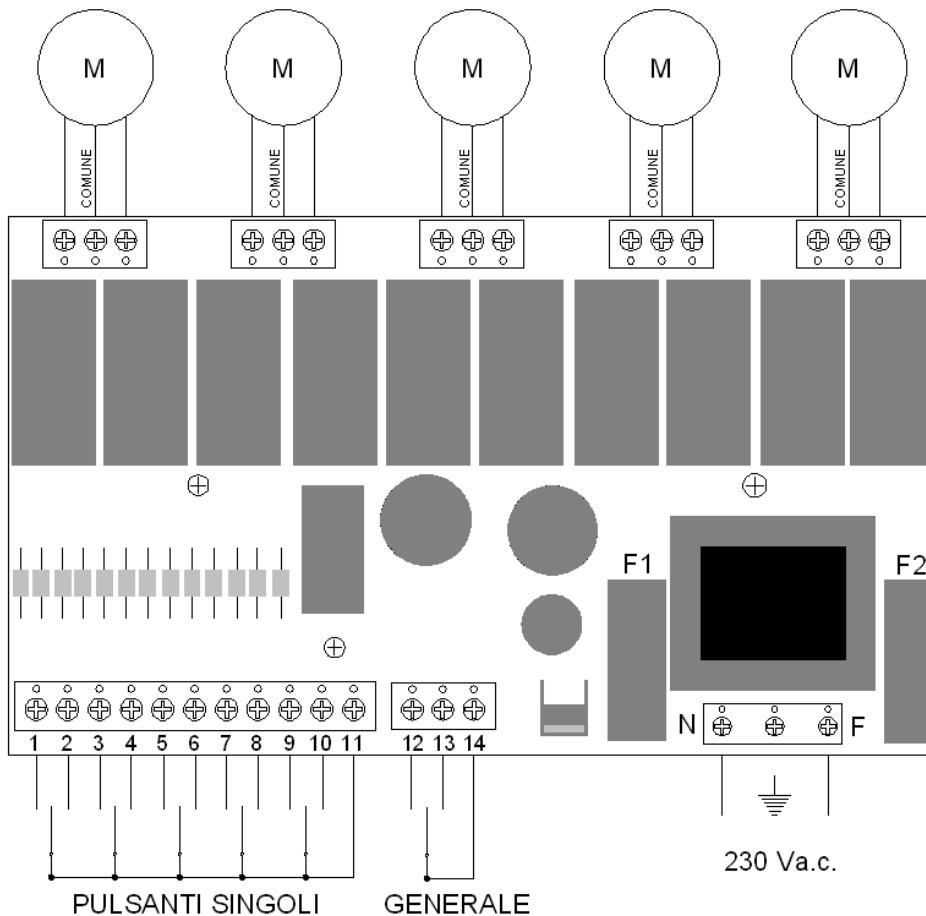 M M M M M
COMUNE COMUNE COMUNE COMUNE COMUNE
F1 F2
N F
1 2 3 4 5 6 7 8 9 10 11 12 13 14
230 Va.c.
PULSANTI SINGOLI GENERALE